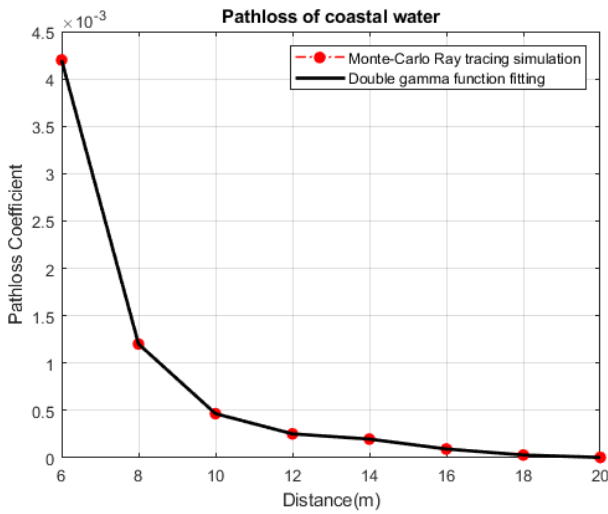 Pathloss of coastal water
×10⁻³
4.5
4
3.5
3
2.5
2
1.5
1
0.5
0
Pathloss Coefficient
Monte-Carlo Ray tracing simulation
Double gamma function fitting
6 8 10 12 14 16 18 20
Distance(m)